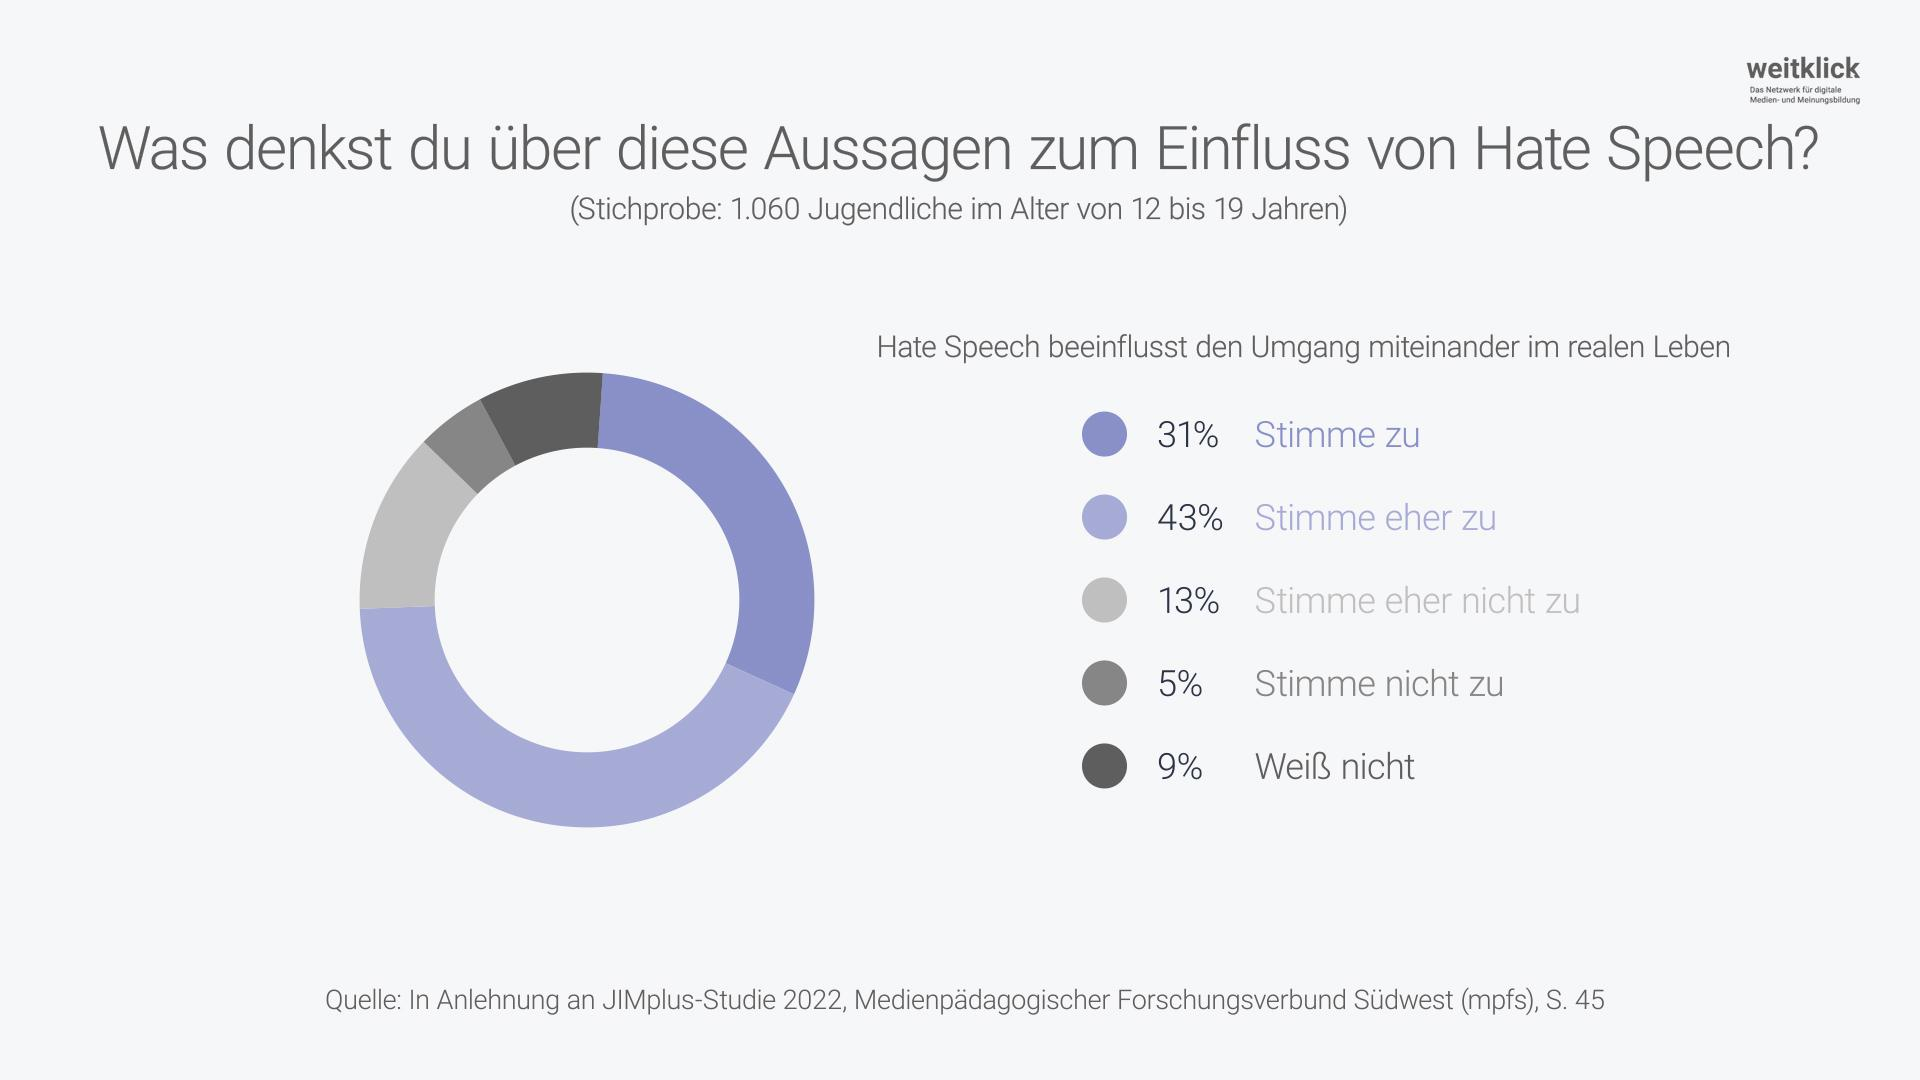 weitklick
Das Netzwerk für digitale
Medien- und Meinungsbildung
Was denkst du über diese Aussagen zum Einfluss von Hate Speech?
(Stichprobe: 1.060 Jugendliche im Alter von 12 bis 19 Jahren)
Hate Speech beeinflusst den Umgang miteinander im realen Leben
31% Stimme zu
43% Stimme eher zu
13% Stimme eher nicht zu
5% Stimme nicht zu
9% Weiß nicht
Quelle: In Anlehnung an JIMplus-Studie 2022, Medienpädagogischer Forschungsverbund Südwest (mpfs), S. 45